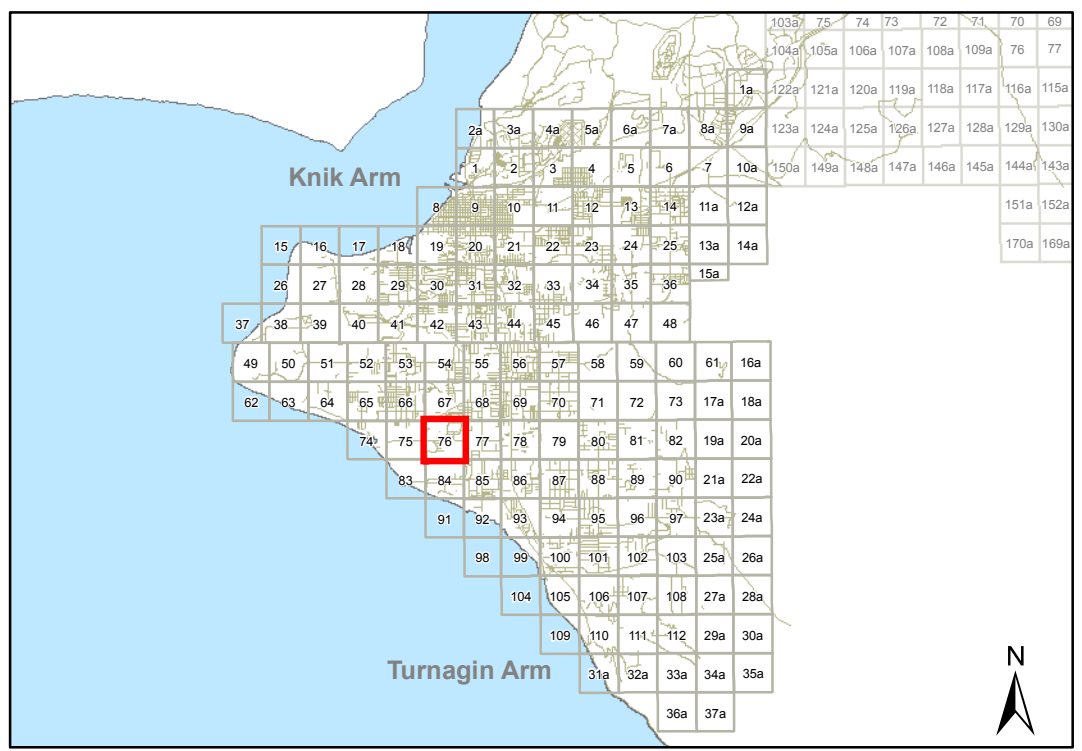 103a 75 74 73 72 71 70 69
104a 105a 106a 107a 108a 109a 76 77
1a 122a 121a 120a 119a 118a 117a 116a 115a
2a 3a 4a 5a 6a 7a 8a 9a 123a 124a 125a 126a 127a 128a 129a 130a
1 2 3 4 5 6 7 10a 150a 149a 148a 147a 146a 145a 144a 143a
Knik Arm
8 9 10 11 12 13 14 11a 12a 151a 152a
15 16 17 18 19 20 21 22 23 24 25 13a 14a 170a 169a
15a
26 27 28 29 30 31 32 33 34 35 36
37 38 39 40 41 42 43 44 45 46 47 48
49 50 51 52 53 54 55 56 57 58 59 60 61 16a
62 63 64 65 66 67 68 69 70 71 72 73 17a 18a
74 75 76 77 78 79 80 81 82 19a 20a
83 84 85 86 87 88 89 90 21a 22a
91 92 93 94 95 96 97 23a 24a
98 99 100 101 102 103 25a 26a
104 105 106 107 108 27a 28a
109 110 111 112 29a 30a
Turnagin Arm
31a 32a 33a 34a 35a
N
36a 37a